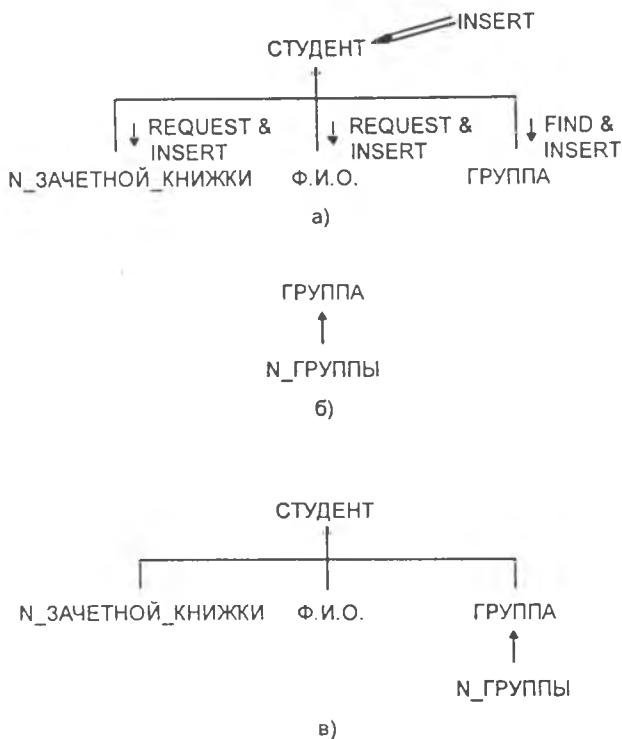 INSERT
СТУДЕНТ
REQUEST & INSERT
REQUEST & INSERT
FIND & INSERT
N_ЗАЧЕТНОЙ_КНИЖКИ Ф.И.О. ГРУППА
а)
ГРУППА
N_ГРУППЫ
б)
СТУДЕНТ
N_ЗАЧЕТНОЙ_КНИЖКИ Ф.И.О. ГРУППА
N_ГРУППЫ
в)